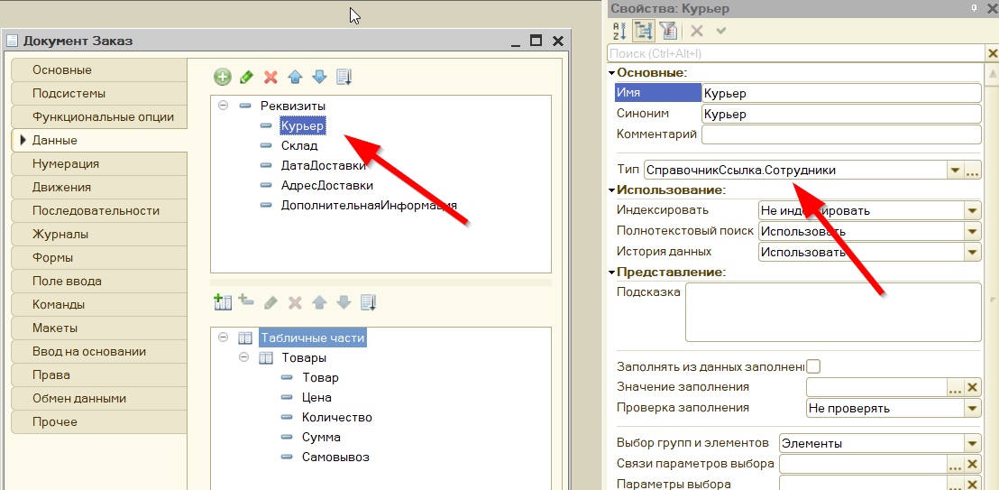 Документ Заказ
Основные
Подсистемы
Функциональные опции
Данные
Нумерация
Движения
Последовательности
Журналы
Формы
Поле ввода
Команды
Макеты
Ввод на основании
Права
Обмен данными
Прочее
Реквизиты
Курьер
Склад
ДатаДоставки
АдресДоставки
ДополнительнаяИнформация
Табличные части
Товары
Товар
Цена
Количество
Сумма
Самовывоз
Свойства: Курьер
Поиск (Ctrl+Alt+I)
Основные:
Имя Курьер
Синоним Курьер
Комментарий
Тип СправочникСсылка.Сотрудники
Использование:
Индексировать Не индексировать
Полнотекстовый поиск Использовать
История данных Использовать
Представление:
Подсказка
Заполнять из данных заполнен
Значение заполнения
Проверка заполнения Не проверять
Выбор групп и элементов Элементы
Связи параметров выбора
Параметры выбора